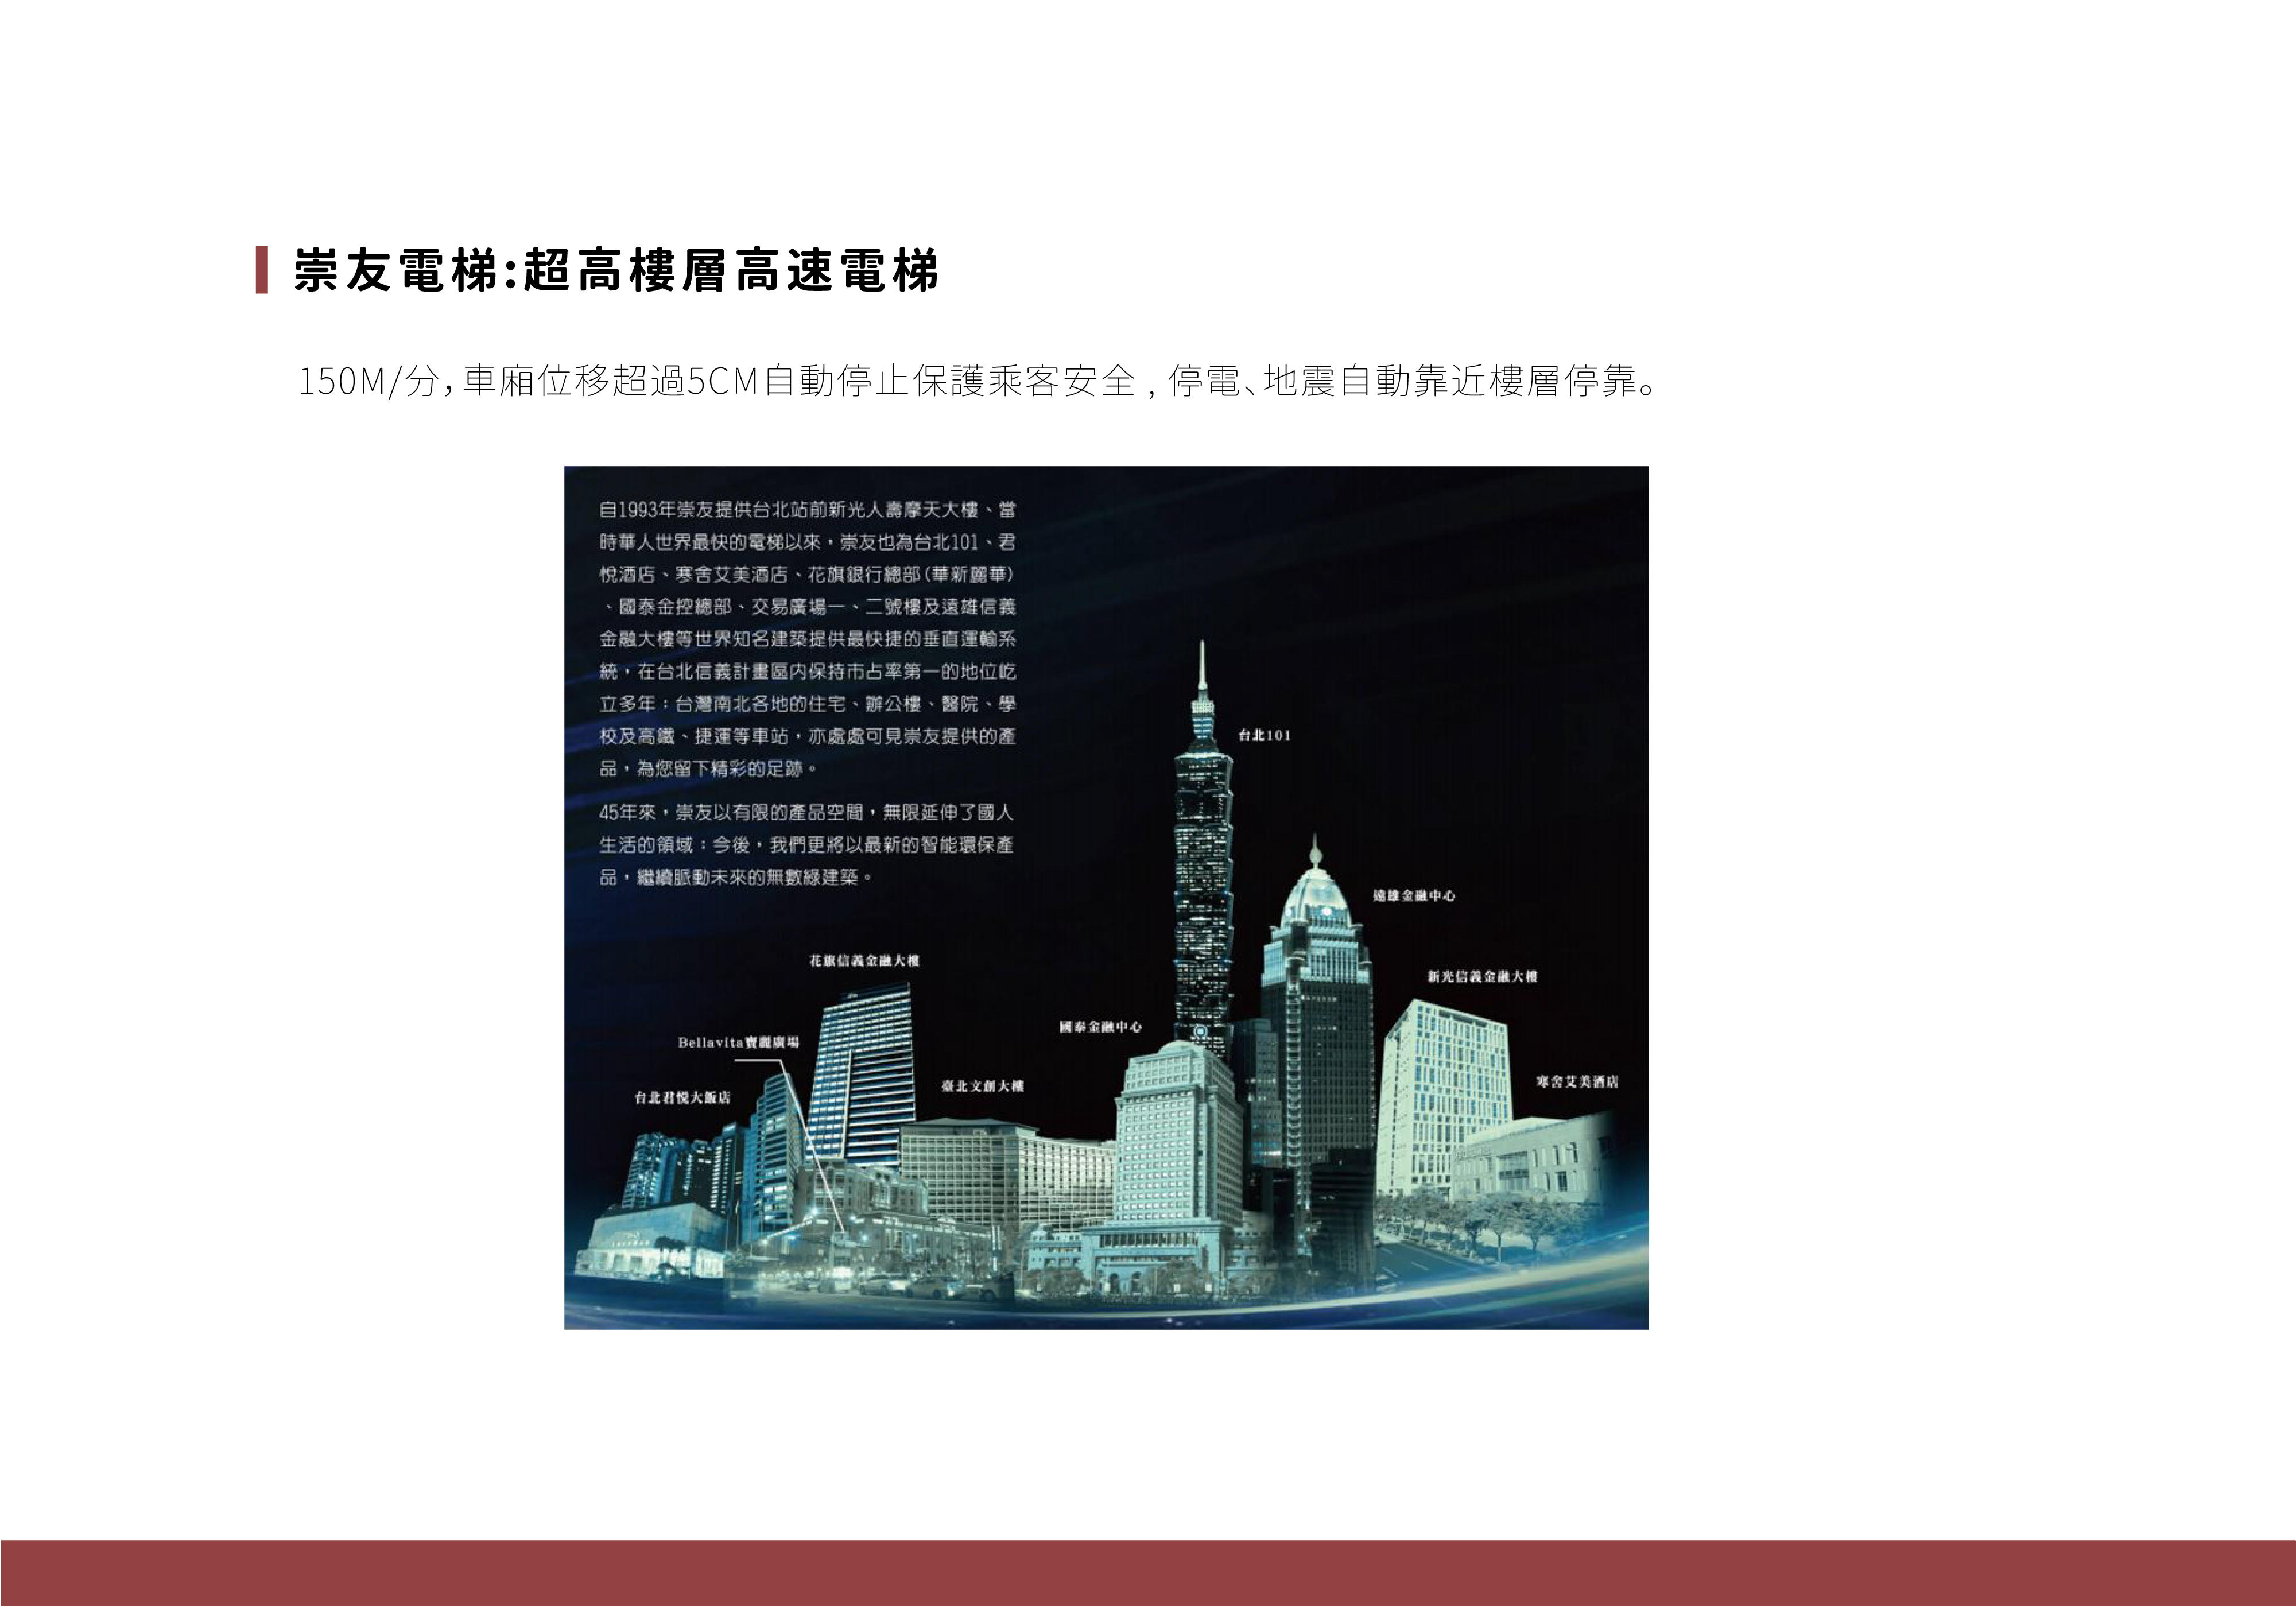 崇友電梯:超高樓層高速電梯
150M/分,車廂位移超過5CM自動停止保護乘客安全,停電、地震自動靠近樓層停靠。
自1993年崇友提供台北站前新光人壽摩天大樓、當
時華人世界最快的電梯以來，崇友也為台北101、君
悅酒店、寒舍艾美酒店、花旗銀行總部(華新麗華)
、國泰金控總部、交易廣場一、二號樓及遠雄信義
金融大樓等世界知名建築提供最快捷的垂直運輸系
統，在台北信義計畫區內保持市占率第一的地位屹
立多年；台灣南北各地的住宅、辦公樓、醫院、學
校及高鐵、捷運等車站，亦處處可見崇友提供的產
品，為您留下精彩的足跡。
45年來，崇友以有限的產品空間，無限延伸了國人
生活的領域；今後，我們更將以最新的智能環保產
品，繼續脈動未來的無數綠建築。
台北101
遠雄金融中心
花旗信義金融大樓
新光信義金融大樓
國泰金融中心
Bellavita寶麗廣場
寒舍艾美酒店
臺北文創大樓
台北君悅大飯店